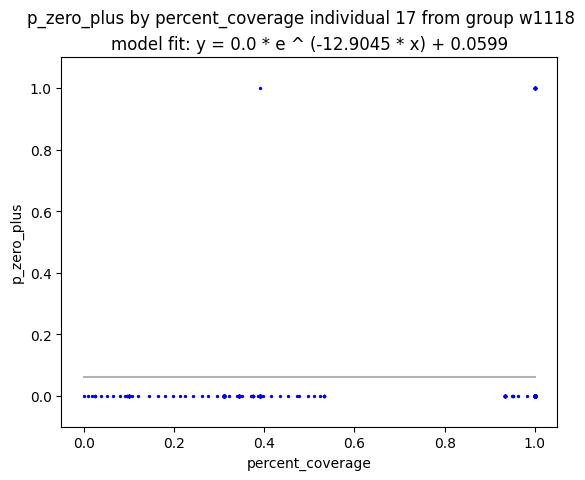 p_zero_plus by percent_coverage individual 17 from group w1118
model fit: y = 0.0 * e ^ (-12.9045 * x) + 0.0599
1.0
0.8
0.6
0.4
0.2
0.0
p_zero_plus
0.0 0.2 0.4 0.6 0.8 1.0
percent_coverage